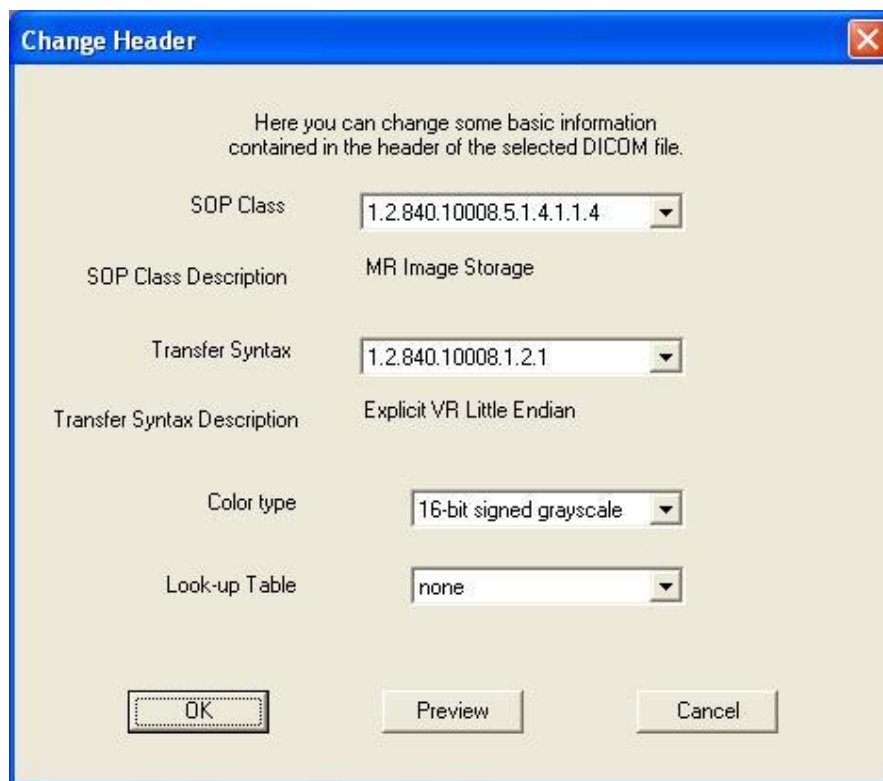 Change Header
Here you can change some basic information
contained in the header of the selected DICOM file.
SOP Class
1.2.840.10008.5.1.4.1.1.4
SOP Class Description
MR Image Storage
Transfer Syntax
1.2.840.10008.1.2.1
Transfer Syntax Description
Explicit VR Little Endian
Color type
16-bit signed grayscale
Look-up Table
none
OK
Preview
Cancel